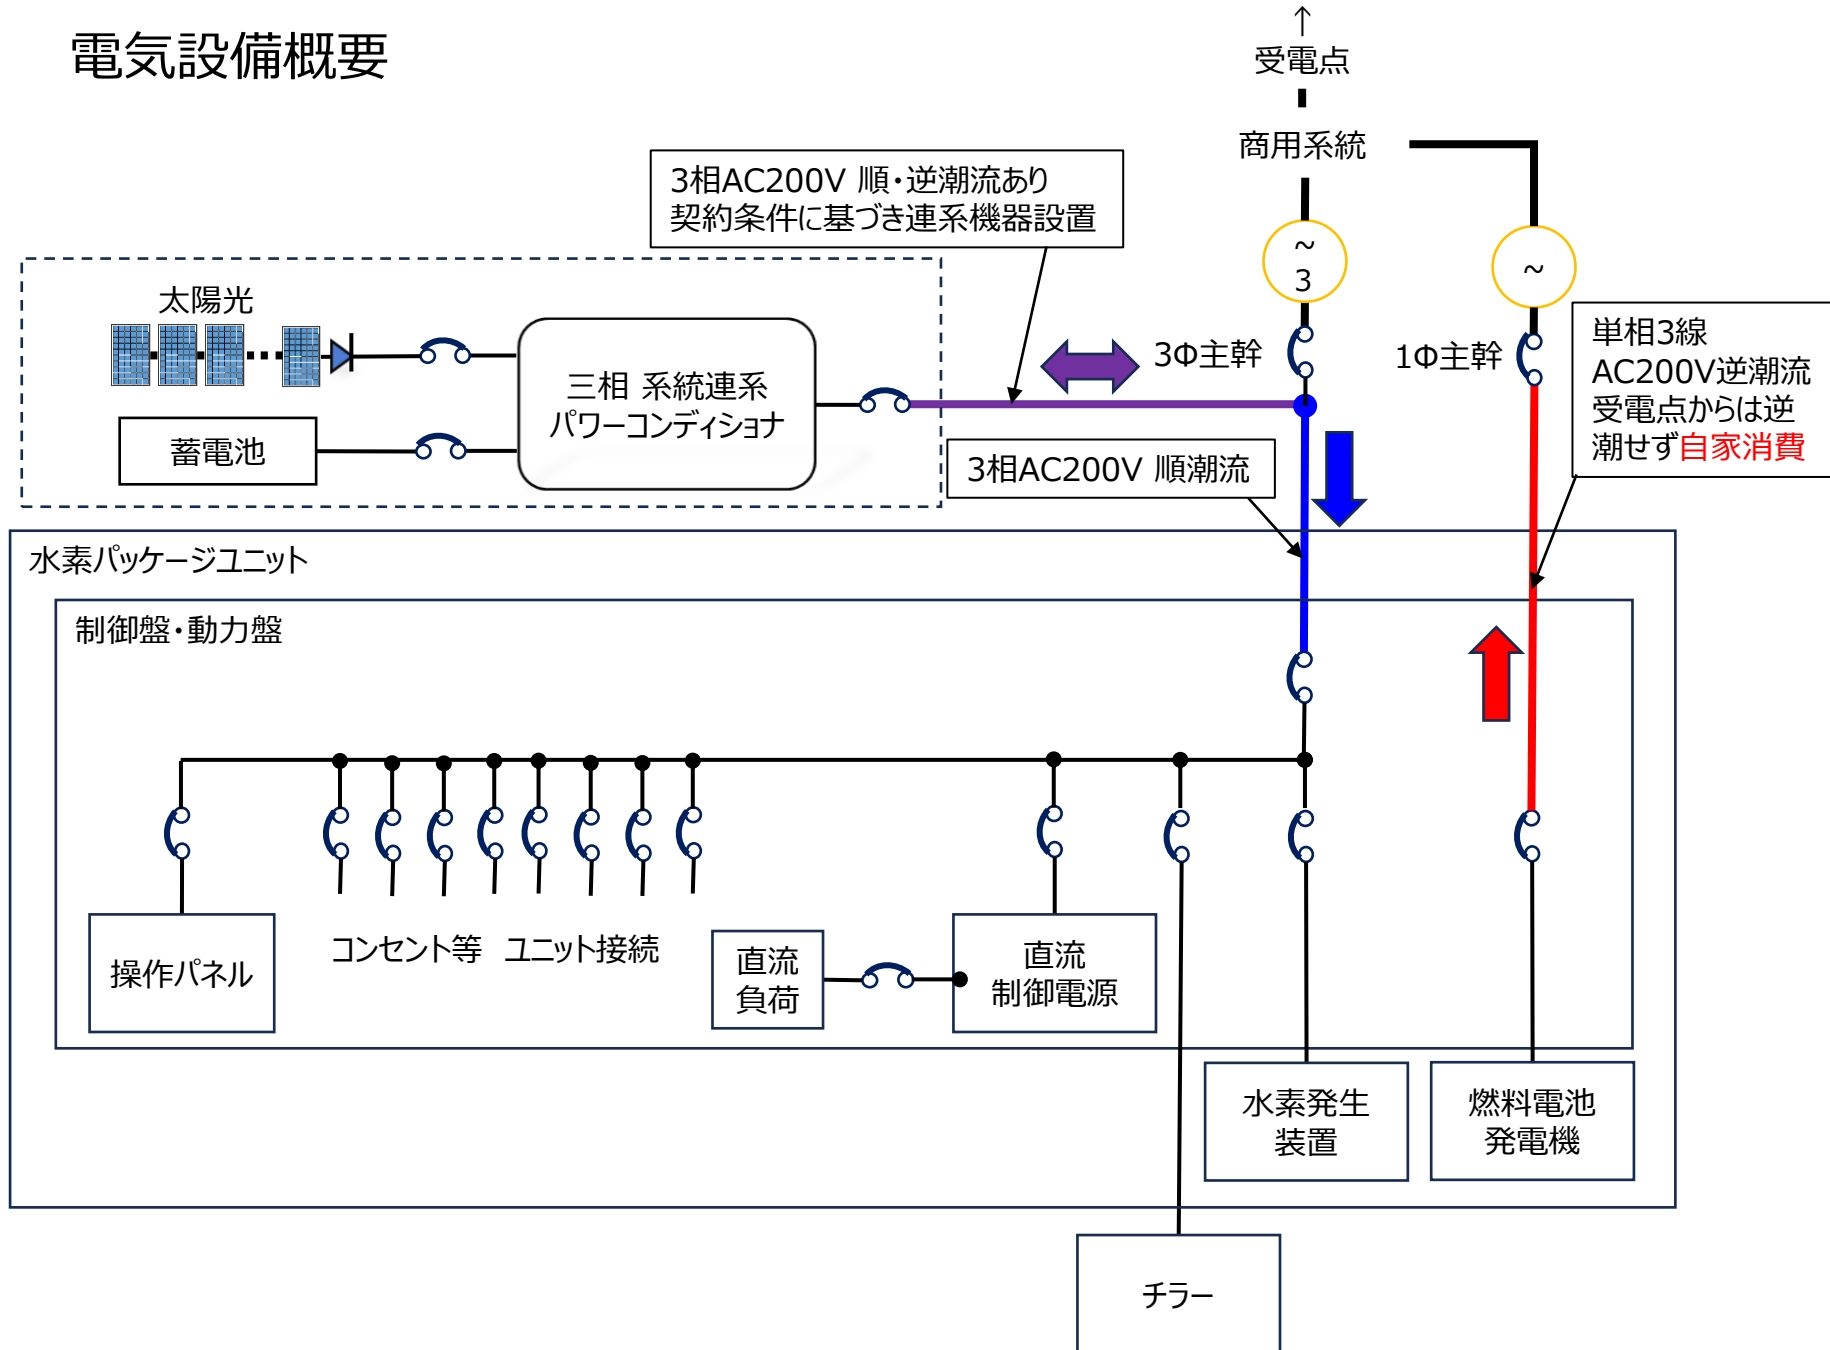 電気設備概要
↑
受電点
商用系統
3相AC200V 順・逆潮流あり
契約条件に基づき連系機器設置
~
3
~
太陽光
三相 系統連系
パワーコンディショナ
蓄電池
3Φ主幹
1Φ主幹
単相3線
AC200V逆潮流
受電点からは逆
潮せず自家消費
3相AC200V 順潮流
水素パッケージユニット
制御盤・動力盤
操作パネル
コンセント等 ユニット接続
直流
負荷
直流
制御電源
水素発生
装置
燃料電池
発電機
チラー